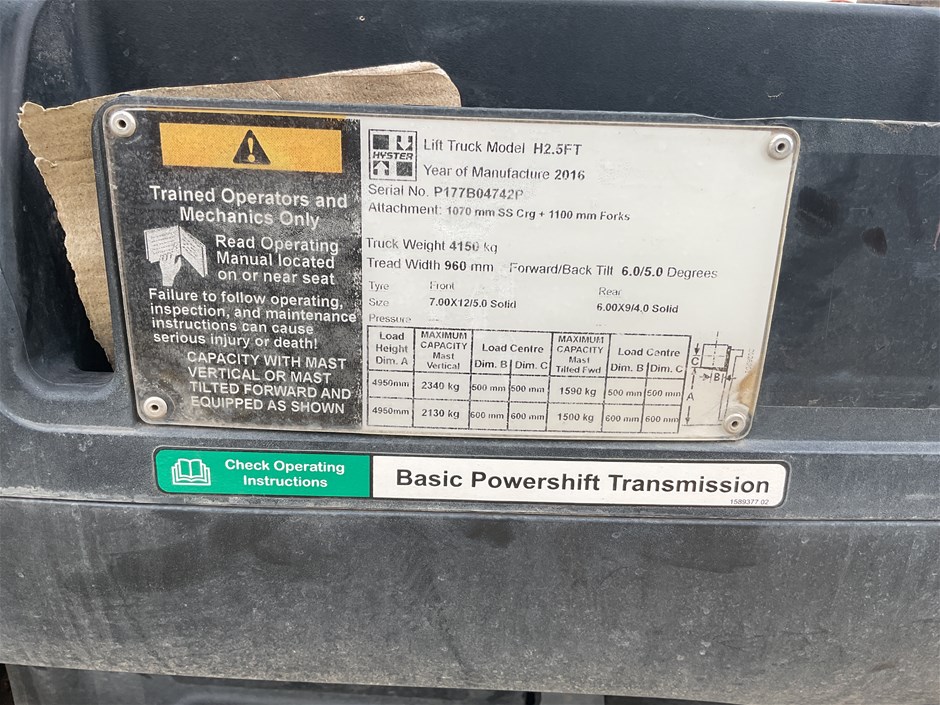 Trained Operators and
Mechanics Only
Read Operating
Manual located
on or near seat
Failure to follow operating,
inspection, and maintenance
instructions can cause
serious injury or death!
CAPACITY WITH MAST
VERTICAL OR MAST
TILTED FORWARD AND
EQUIPPED AS SHOWN
HYSTER
Lift Truck Model H2.5FT
Year of Manufacture 2016
Serial No. P177B04742P
Attachment: 1070 mm SS Crg + 1100 mm Forks
Truck Weight 4150 kg
Tread Width 960 mm Forward/Back Tilt 6.0/5.0 Degrees
Tyre Front Rear
Size 7.00X12/5.0 Solid 6.00X9/4.0 Solid
Pressure
Load Height Dim. A MAXIMUM CAPACITY Mast Vertical Load Centre Dim. B Dim. C MAXIMUM CAPACITY Mast Tilted Fwd Load Centre Dim. B Dim. C
4950mm 2340 kg 500 mm 500 mm 1590 kg 500 mm 500 mm
4950mm 2130 kg 600 mm 600 mm 1500 kg 600 mm 600 mm
C
B
A
Check Operating
Instructions
Basic Powershift Transmission
1589377 02